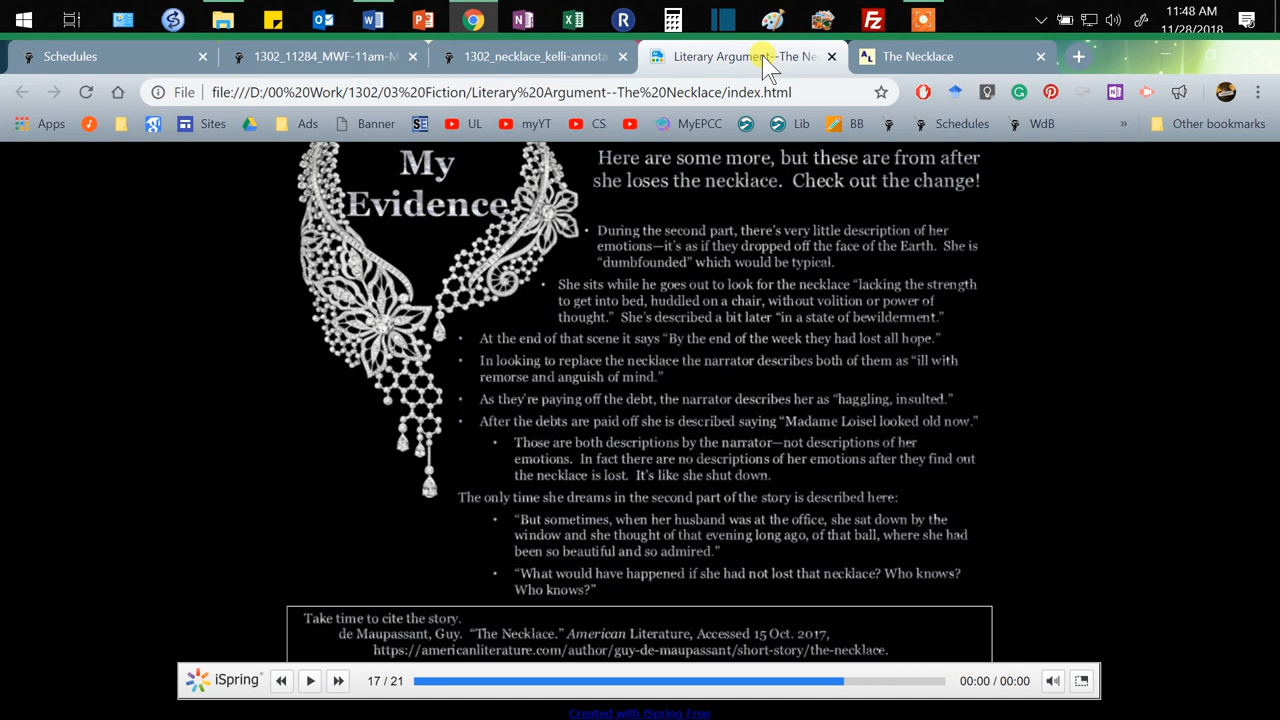 11:48 AM
11/28/2018
Schedules
1302_11284_MWF-11am-M
1302_necklace_kelli-annota
Literary Argument--The Ne
The Necklace
File
file:///D:/00%20Work/1302/03%20Fiction/Literary%20Argument--The%20Necklace/index.html
Apps
Sites
Ads
Banner
UL
myYT
CS
MyEPCC
Lib
BB
Schedules
WdB
»
Other bookmarks
My
Evidence
Here are some more, but these are from after
she loses the necklace. Check out the change!
• During the second part, there's very little description of her
emotions—it's as if they dropped off the face of the Earth. She is
"dumbfounded" which would be typical.
• She sits while he goes out to look for the necklace "lacking the strength
to get into bed, huddled on a chair, without volition or power of
thought." She's described a bit later "in a state of bewilderment."
• At the end of that scene it says "By the end of the week they had lost all hope."
• In looking to replace the necklace the narrator describes both of them as "ill with
remorse and anguish of mind."
• As they're paying off the debt, the narrator describes her as "haggling, insulted."
• After the debts are paid off she is described saying "Madame Loisel looked old now."
• Those are both descriptions by the narrator—not descriptions of her
emotions. In fact there are no descriptions of her emotions after they find out
the necklace is lost. It's like she shut down.
The only time she dreams in the second part of the story is described here:
• "But sometimes, when her husband was at the office, she sat down by the
window and she thought of that evening long ago, of that ball, where she had
been so beautiful and so admired."
• "What would have happened if she had not lost that necklace? Who knows?
Who knows?"
Take time to cite the story.
de Maupassant, Guy. "The Necklace." American Literature, Accessed 15 Oct. 2017,
https://americanliterature.com/author/guy-de-maupassant/short-story/the-necklace.
iSpring
17 / 21
00:00 / 00:00
Created with iSpring Free